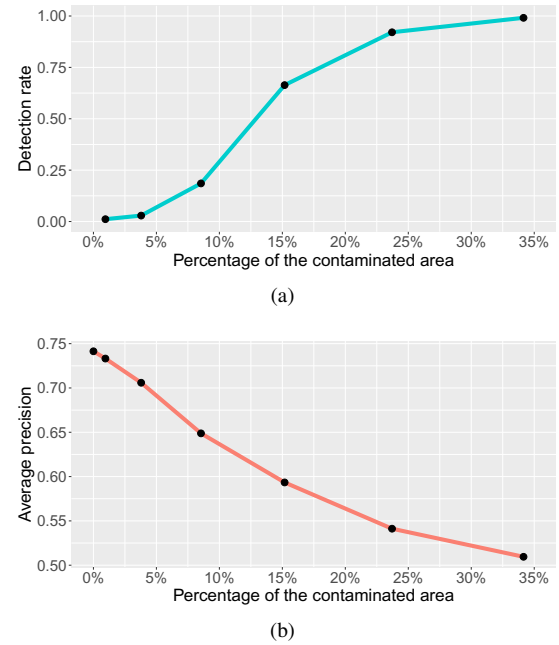 1.00
0.75
0.50
0.25
0.00
Detection rate
0% 5% 10% 15% 20% 25% 30% 35%
Percentage of the contaminated area
(a)
0.75
0.70
0.65
0.60
0.55
0.50
Average precision
0% 5% 10% 15% 20% 25% 30% 35%
Percentage of the contaminated area
(b)